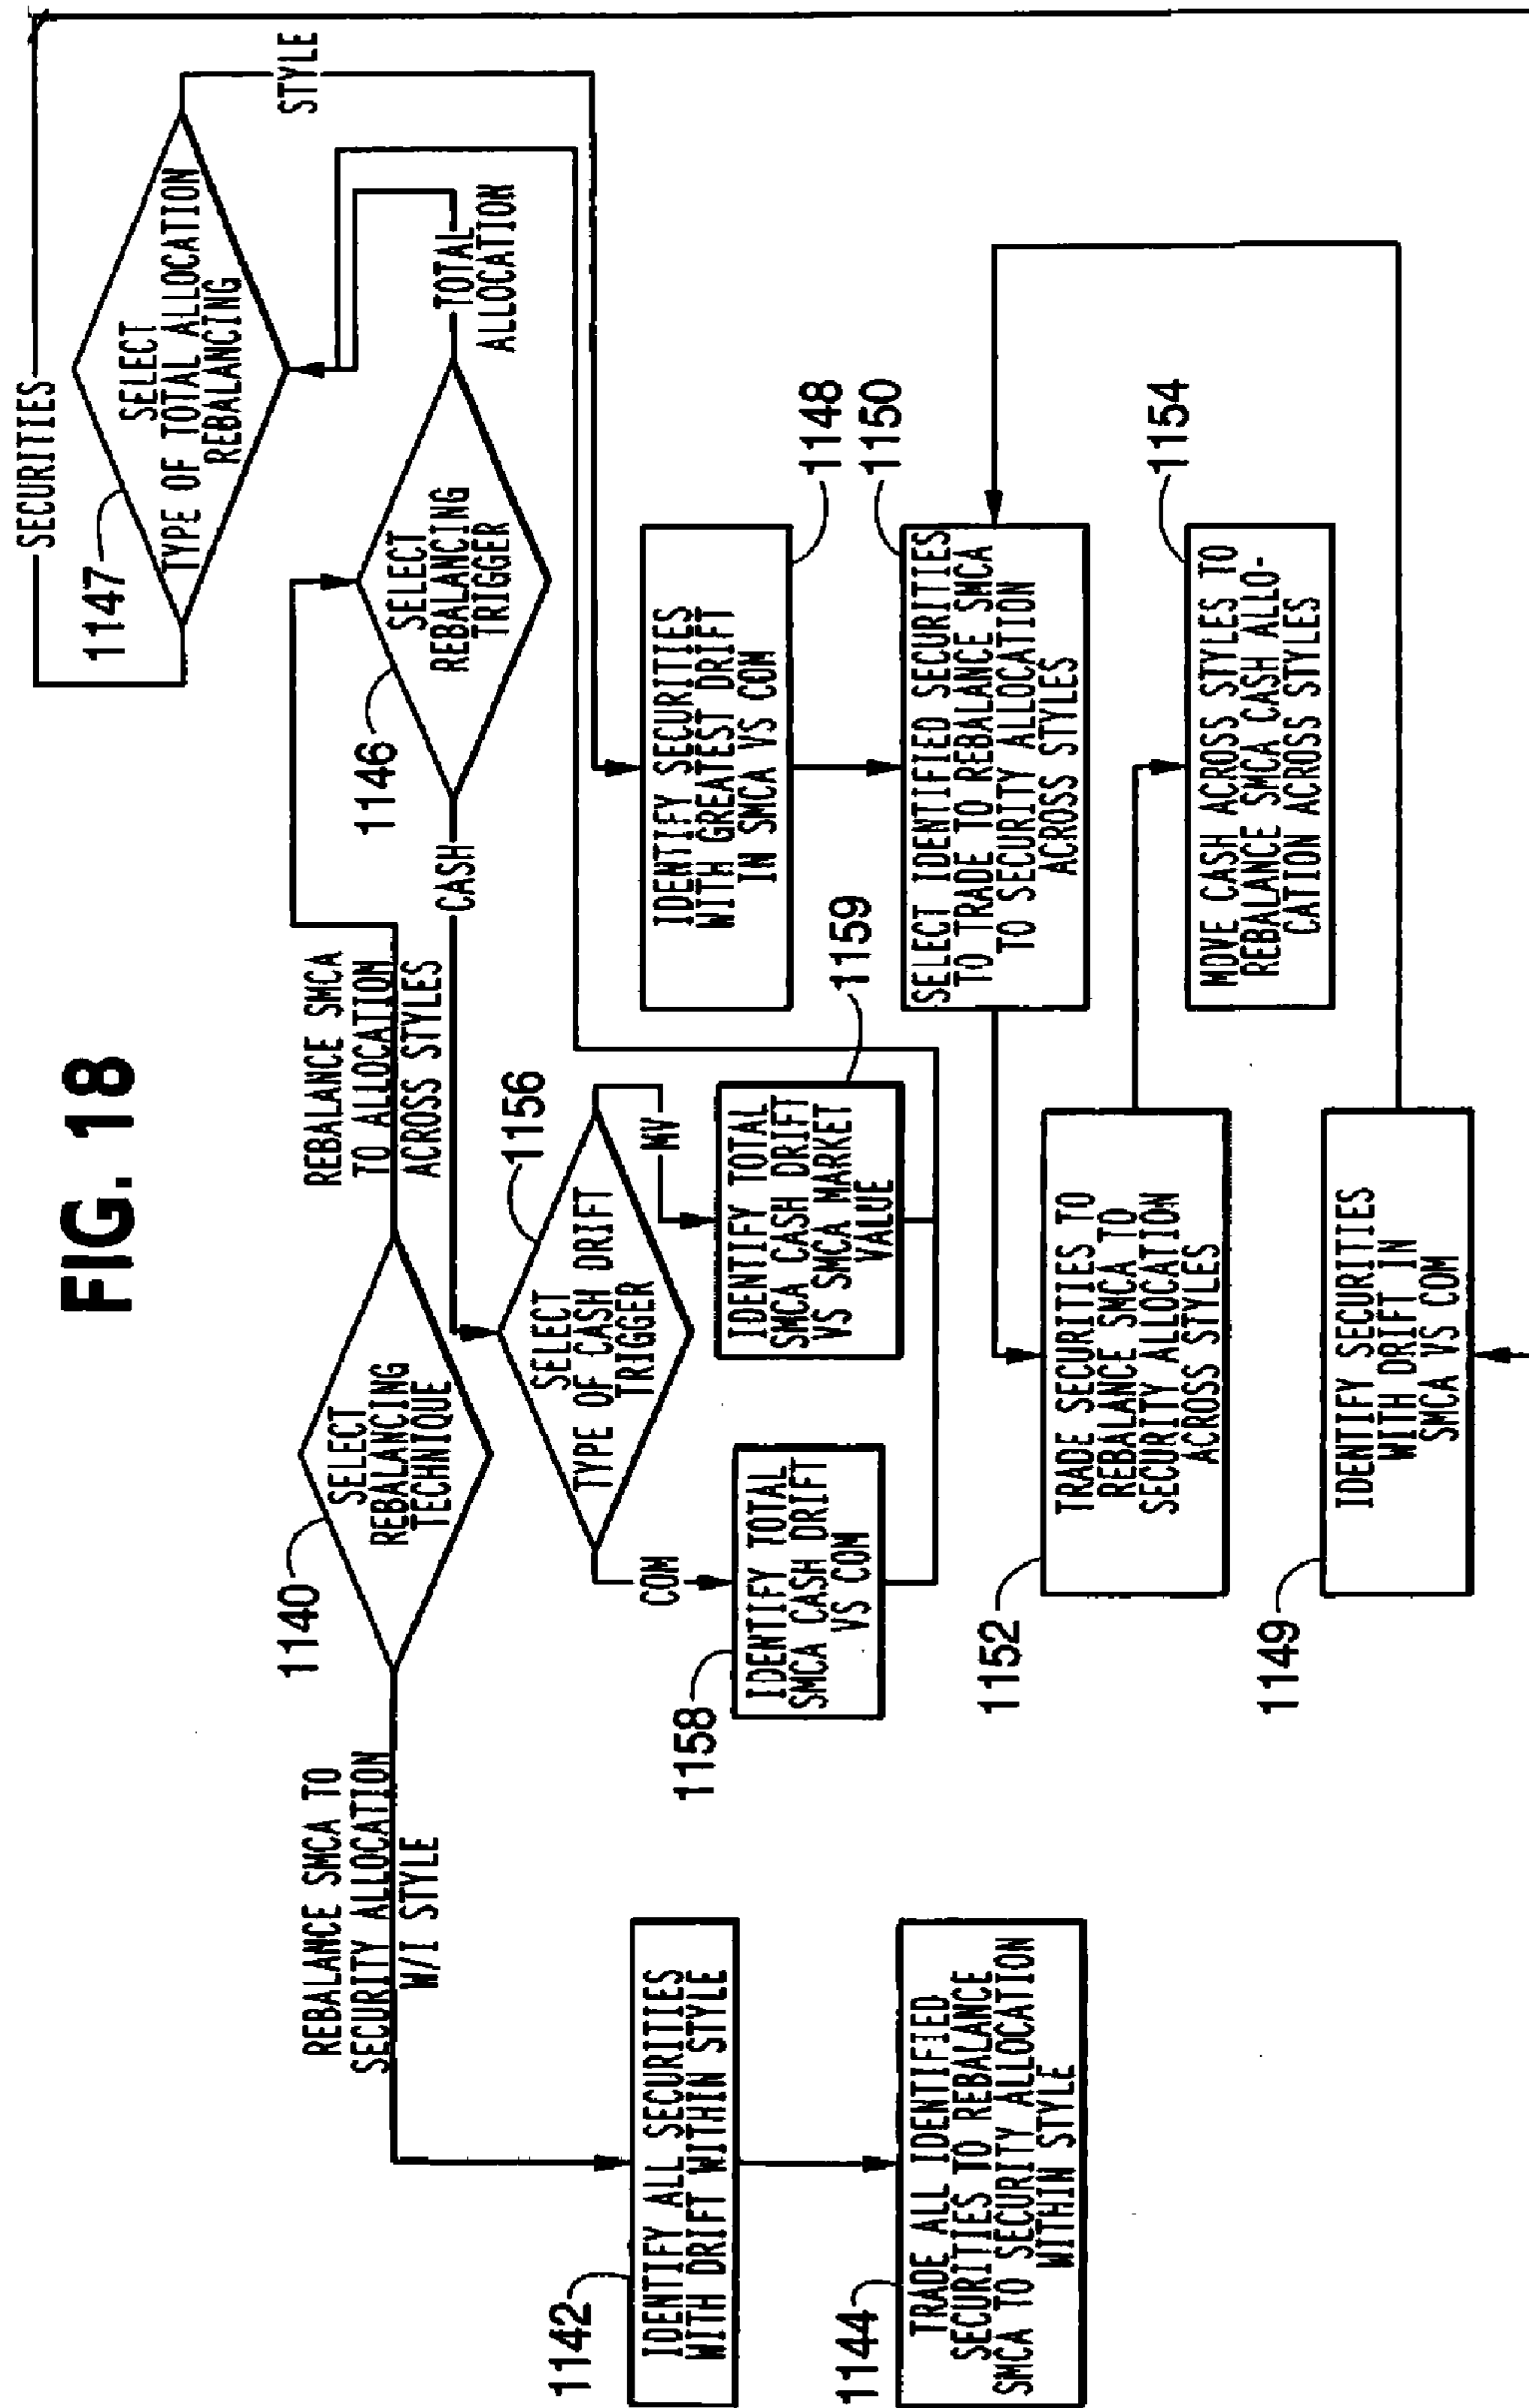 FIG. 18
1140
SELECT
REBALANCING
TECHNIQUE
REBALANCE SMCA TO
SECURITY ALLOCATION
W/I STYLE
REBALANCE SMCA
TO ALLOCATION
ACROSS STYLES
1142
IDENTIFY ALL SECURITIES
WITH DRIFT WITHIN STYLE
1144
TRADE ALL IDENTIFIED
SECURITIES TO REBALANCE
SMCA TO SECURITY ALLOCATION
WITHIN STYLE
1146
SELECT
REBALANCING
TRIGGER
CASH
TOTAL
ALLOCATION
1147
SELECT
TYPE OF TOTAL ALLOCATION
REBALANCING
SECURITIES
STYLE
1156
SELECT
TYPE OF CASH DRIFT
TRIGGER
COM
MV
1158
IDENTIFY TOTAL
SMCA CASH DRIFT
VS COM
1159
IDENTIFY TOTAL
SMCA CASH DRIFT
VS SMCA MARKET
VALUE
1148
IDENTIFY SECURITIES
WITH GREATEST DRIFT
IN SMCA VS COM
1150
SELECT IDENTIFIED SECURITIES
TO TRADE TO REBALANCE SMCA
TO SECURITY ALLOCATION
ACROSS STYLES
1152
TRADE SECURITIES TO
REBALANCE SMCA TO
SECURITY ALLOCATION
ACROSS STYLES
1154
MOVE CASH ACROSS STYLES TO
REBALANCE SMCA CASH ALLO-
CATION ACROSS STYLES
1149
IDENTIFY SECURITIES
WITH DRIFT IN
SMCA VS COM